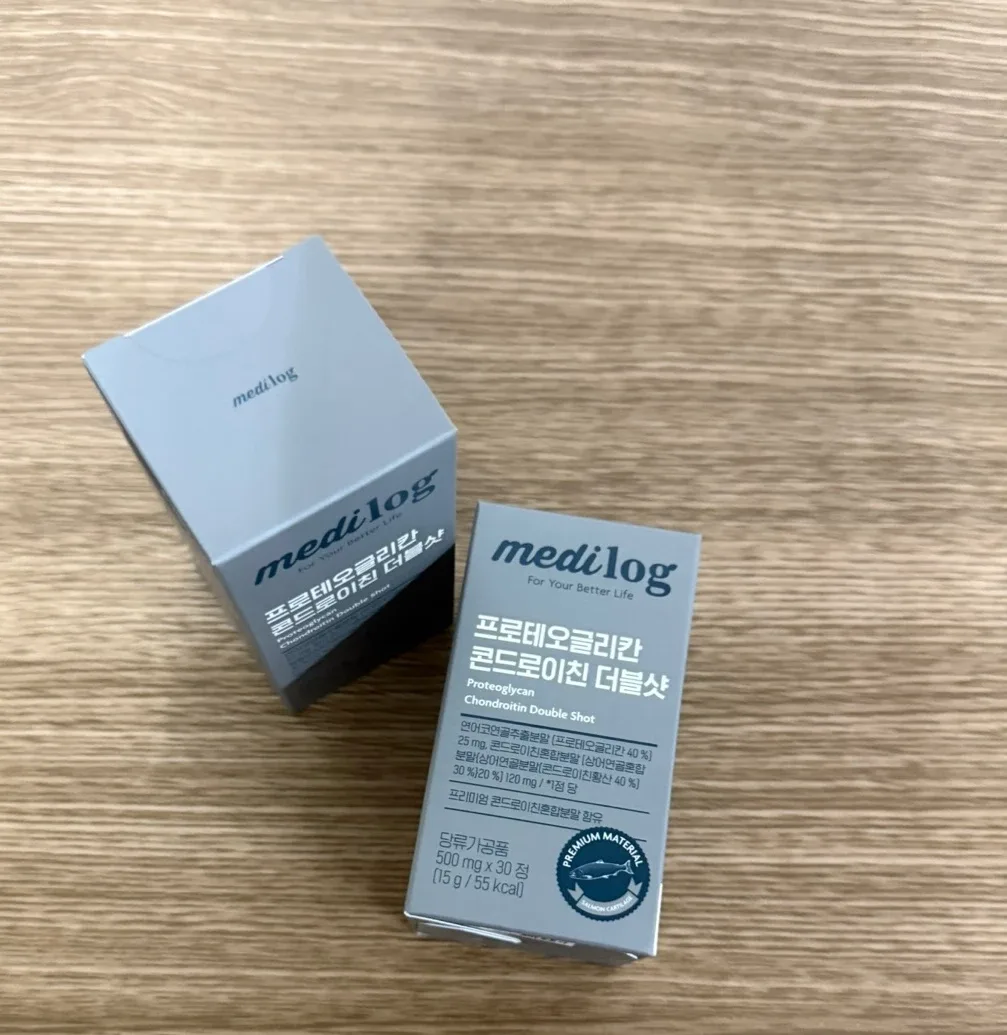 medilog
medilog
For Your Better Life
프로테오글리칸
콘드로이친 더블샷
Proteoglycan
Chondroitin Double Shot
medilog
For Your Better Life
프로테오글리칸
콘드로이친 더블샷
Proteoglycan
Chondroitin Double Shot
연어코연골추출분말 [프로테오글리칸 40 %]
25 mg, 콘드로이친혼합분말 [상어연골혼합
분말{상어연골분말(콘드로이친황산 40 %)
30 %}20 %] 120 mg / *1정 당
프리미엄 콘드로이친혼합분말 함유
당류가공품
500 mg x 30 정
(15 g / 55 kcal)
PREMIUM MATERIAL
SALMON CARTILAGE